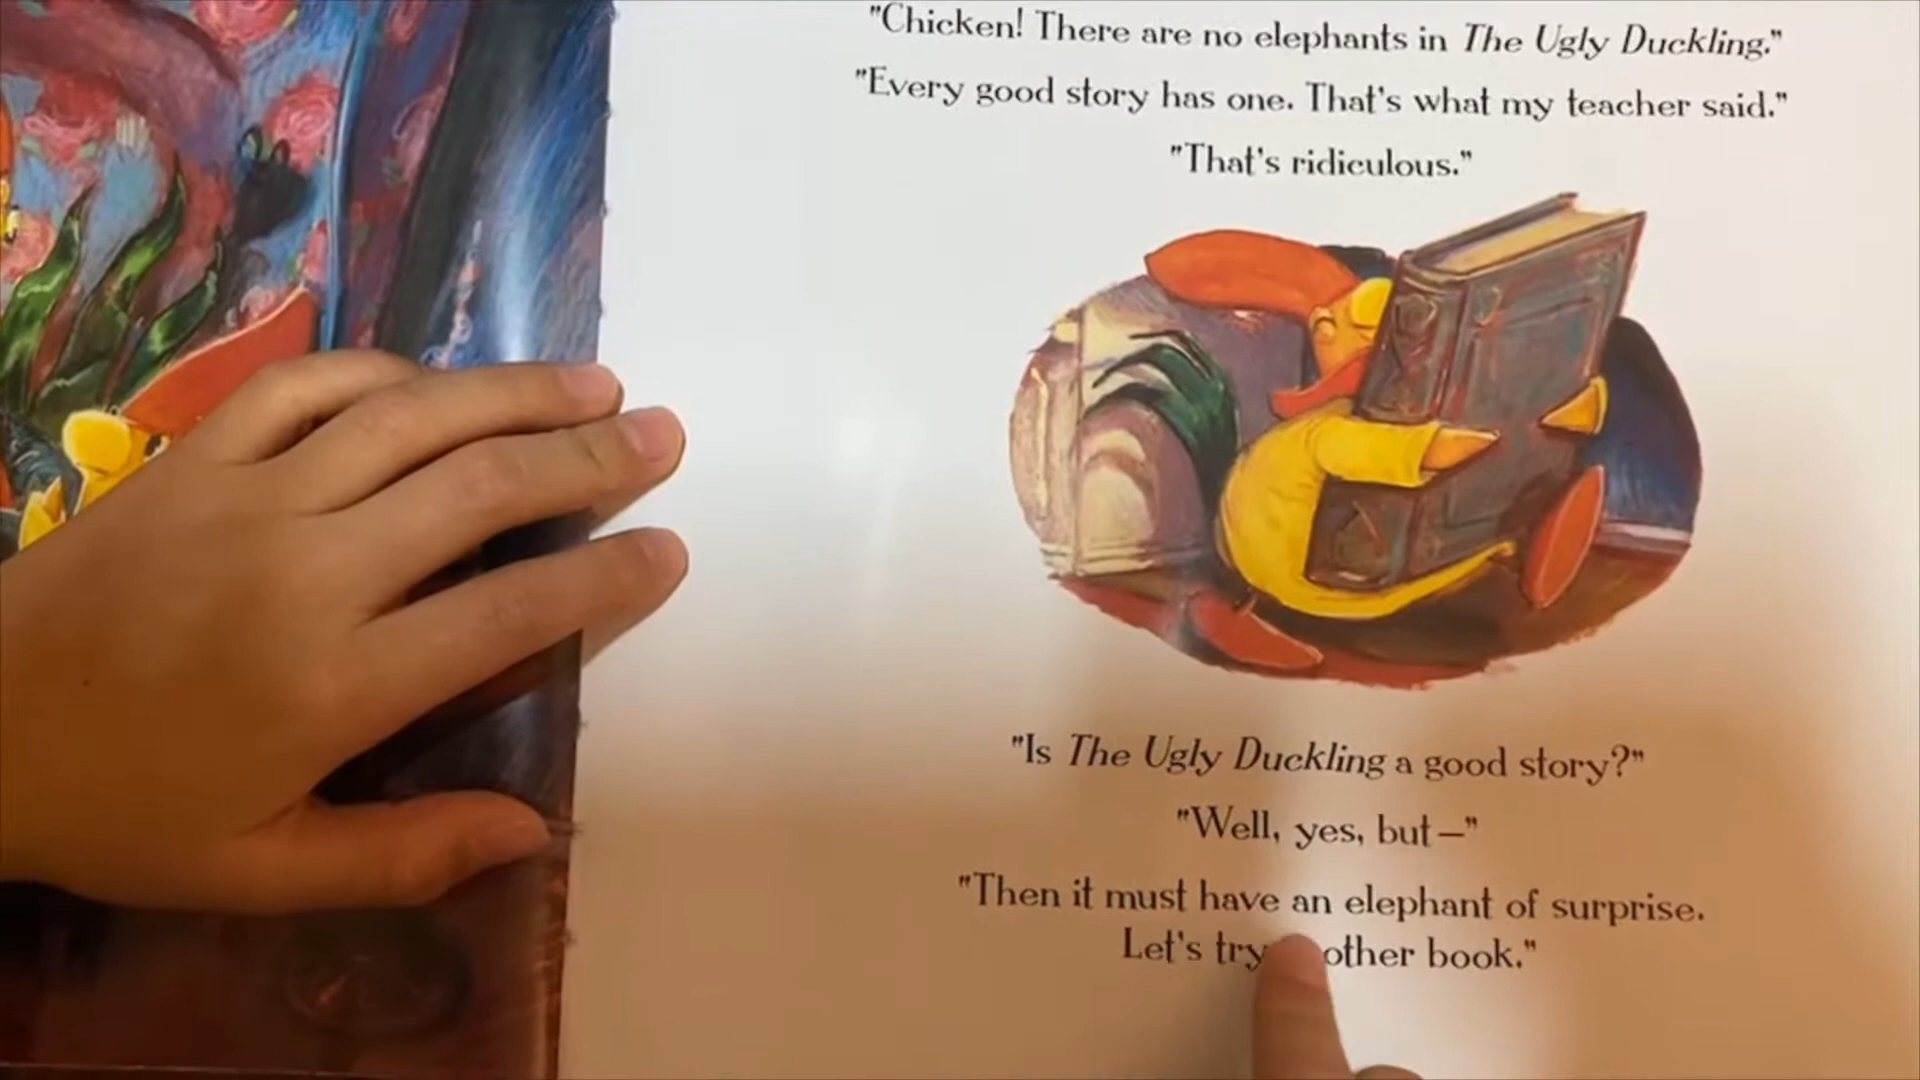 "Chicken! There are no elephants in The Ugly Duckling."
"Every good story has one. That's what my teacher said."
"That's ridiculous."
"Is The Ugly Duckling a good story?"
"Well, yes, but—"
"Then it must have an elephant of surprise.
Let's try other book."